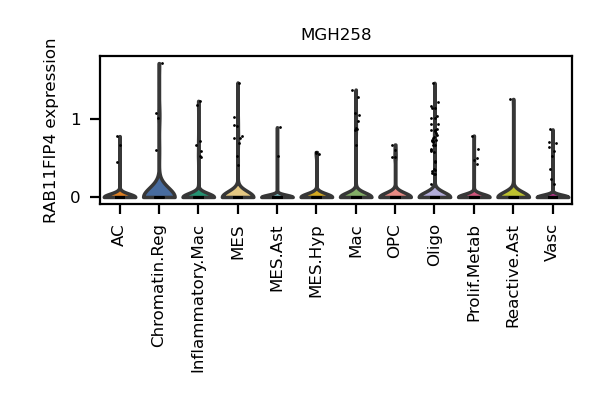 MGH258
RAB11FIP4 expression
1
0
AC
Chromatin.Reg
Inflammatory.Mac
MES
MES.Ast
MES.Hyp
Mac
OPC
Oligo
Prolif.Metab
Reactive.Ast
Vasc